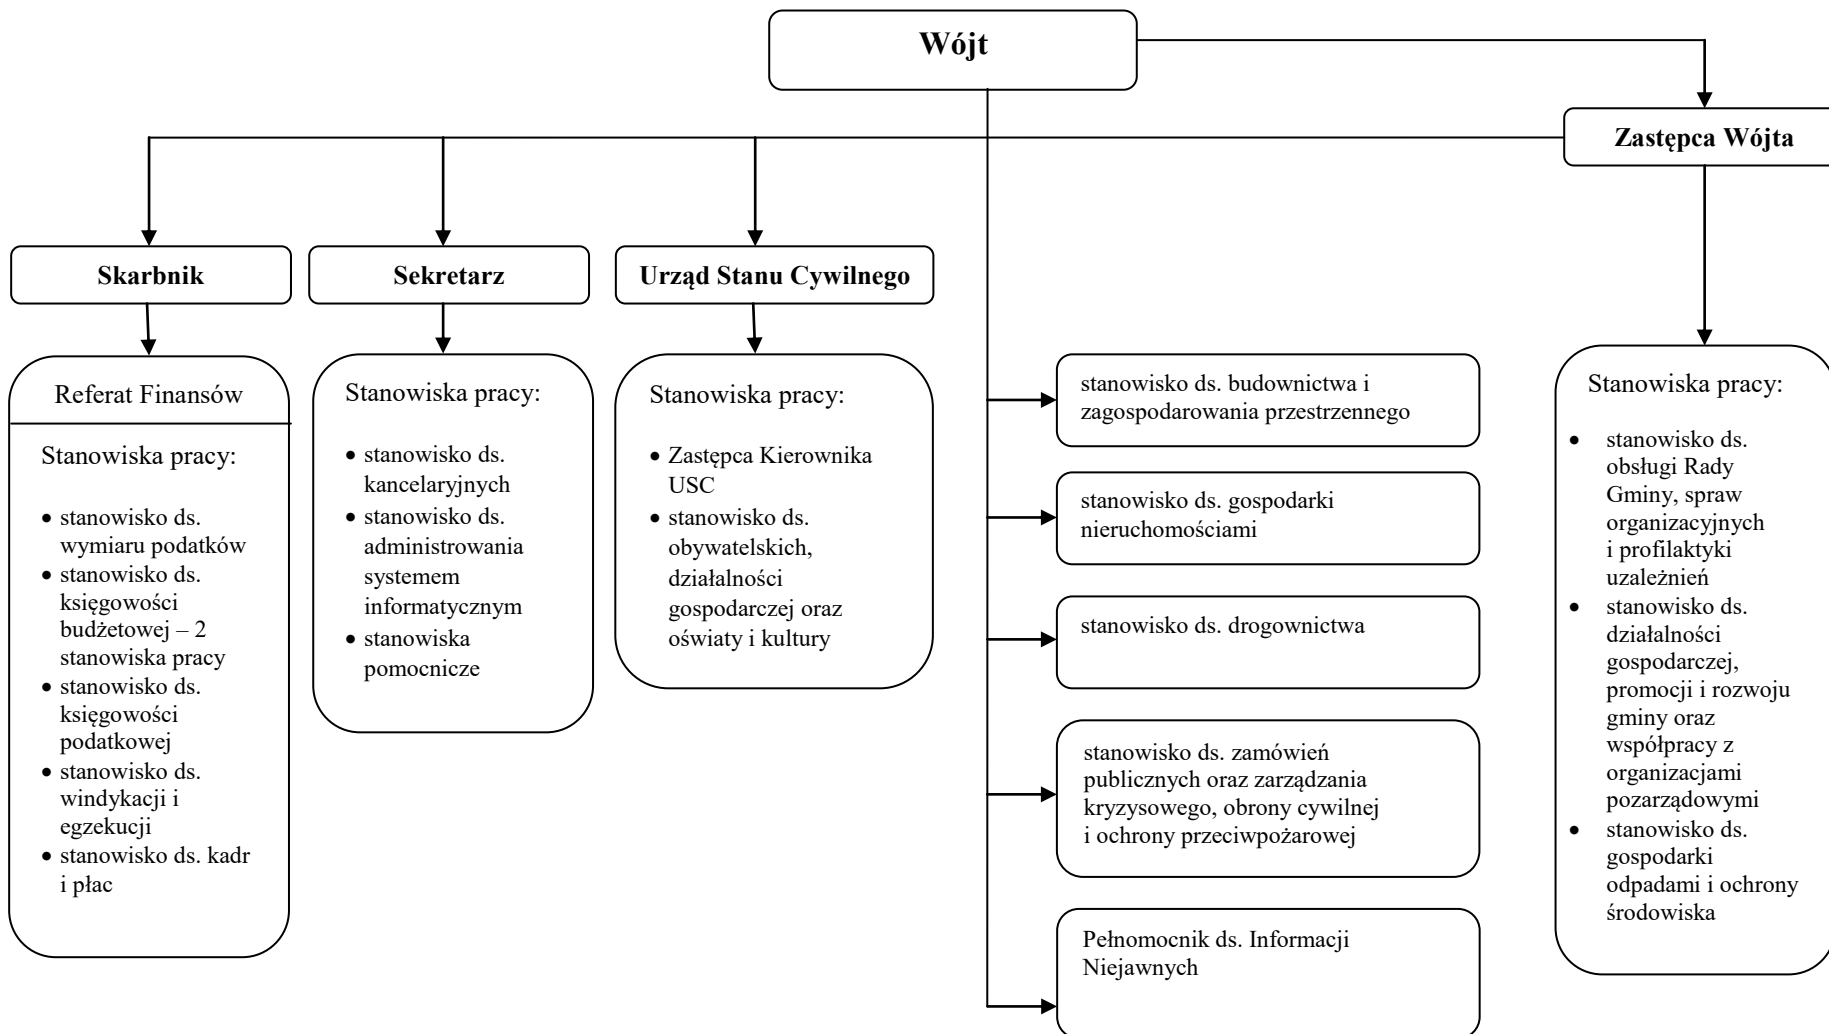 Wójt
Zastępca Wójta
Skarbnik
Sekretarz
Urząd Stanu Cywilnego
Referat Finansów
Stanowiska pracy:
• stanowisko ds.
wymiaru podatków
• stanowisko ds.
księgowości
budżetowej – 2
stanowiska pracy
• stanowisko ds.
księgowości
podatkowej
• stanowisko ds.
windykacji i
egzekucji
• stanowisko ds. kadr
i płac
Stanowiska pracy:
• stanowisko ds.
kancelaryjnych
• stanowisko ds.
administrowania
systemem
informatycznym
• stanowiska
pomocnicze
Stanowiska pracy:
• Zastępca Kierownika
USC
• stanowisko ds.
obywatelskich,
działalności
gospodarczej oraz
oświaty i kultury
stanowisko ds. budownictwa i
zagospodarowania przestrzennego
stanowisko ds. gospodarki
nieruchomościami
stanowisko ds. drogownictwa
stanowisko ds. zamówień
publicznych oraz zarządzania
kryzysowego, obrony cywilnej
i ochrony przeciwpożarowej
Pełnomocnik ds. Informacji
Niejawnych
Stanowiska pracy:
• stanowisko ds.
obsługi Rady
Gminy, spraw
organizacyjnych
i profilaktyki
uzależnień
• stanowisko ds.
działalności
gospodarczej,
promocji i rozwoju
gminy oraz
współpracy z
organizacjami
pozarządowymi
• stanowisko ds.
gospodarki
odpadami i ochrony
środowiska